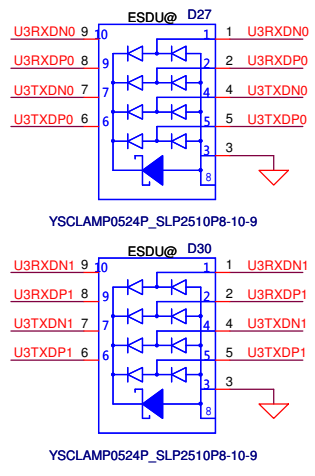 ESDU@ D27
U3RXDN0 9 10 1 1 U3RXDN0
U3RXDP0 8 9 2 2 U3RXDP0
U3TXDN0 7 7 4 4 U3TXDN0
U3TXDP0 6 6 5 5 U3TXDP0
3 3
8
YSCLAMP0524P_SLP2510P8-10-9
ESDU@ D30
U3RXDN1 9 10 1 1 U3RXDN1
U3RXDP1 8 9 2 2 U3RXDP1
U3TXDN1 7 7 4 4 U3TXDN1
U3TXDP1 6 6 5 5 U3TXDP1
3 3
8
YSCLAMP0524P_SLP2510P8-10-9